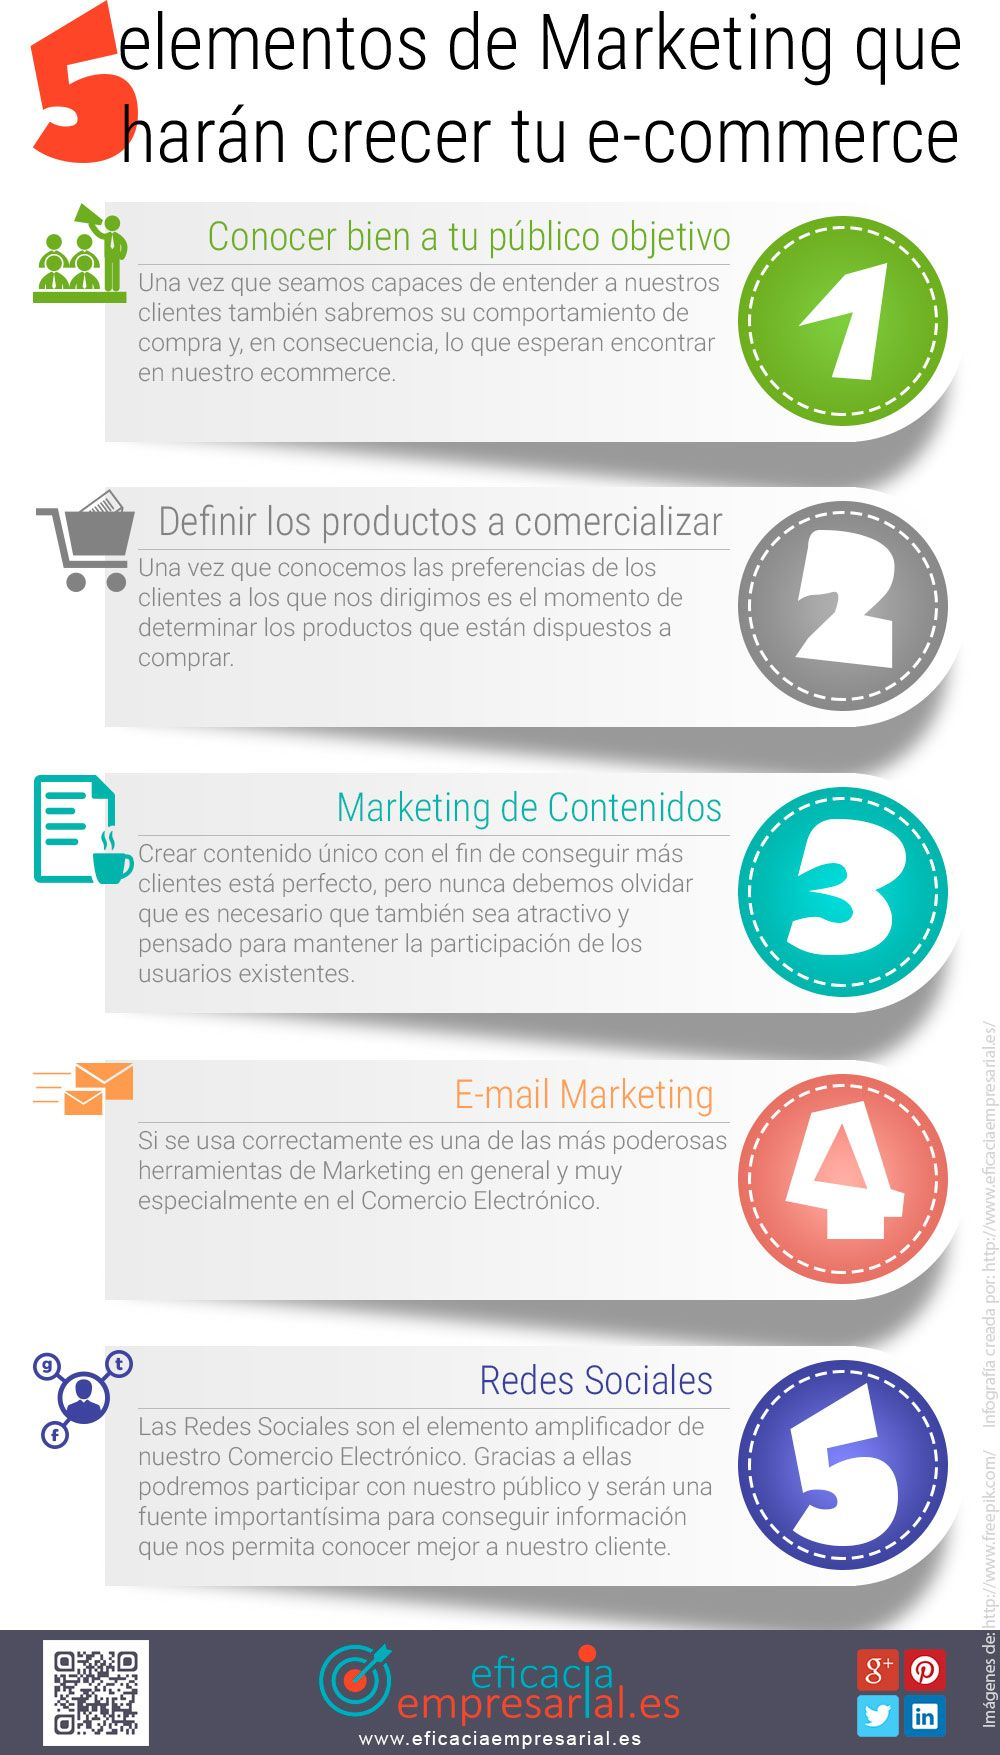 5 elementos de Marketing que
harán crecer tu e-commerce
Conocer bien a tu público objetivo
Una vez que seamos capaces de entender a nuestros
clientes también sabremos su comportamiento de
compra y, en consecuencia, lo que esperan encontrar
en nuestro ecommerce.
1
Definir los productos a comercializar
Una vez que conocemos las preferencias de los
clientes a los que nos dirigimos es el momento de
determinar los productos que están dispuestos a
comprar.
2
Marketing de Contenidos
Crear contenido único con el fin de conseguir más
clientes está perfecto, pero nunca debemos olvidar
que es necesario que también sea atractivo y
pensado para mantener la participación de los
usuarios existentes.
3
E-mail Marketing
Si se usa correctamente es una de las más poderosas
herramientas de Marketing en general y muy
especialmente en el Comercio Electrónico.
4
g
t
f
Redes Sociales
Las Redes Sociales son el elemento amplificador de
nuestro Comercio Electrónico. Gracias a ellas
podremos participar con nuestro público y serán una
fuente importantísima para conseguir información
que nos permita conocer mejor a nuestro cliente.
5
eficacia
empresarial.es
www.eficaciaempresarial.es
g+
in
Imágenes de: http://www.freepik.com/ Infografía creada por: http://www.eficaciaempresarial.es/